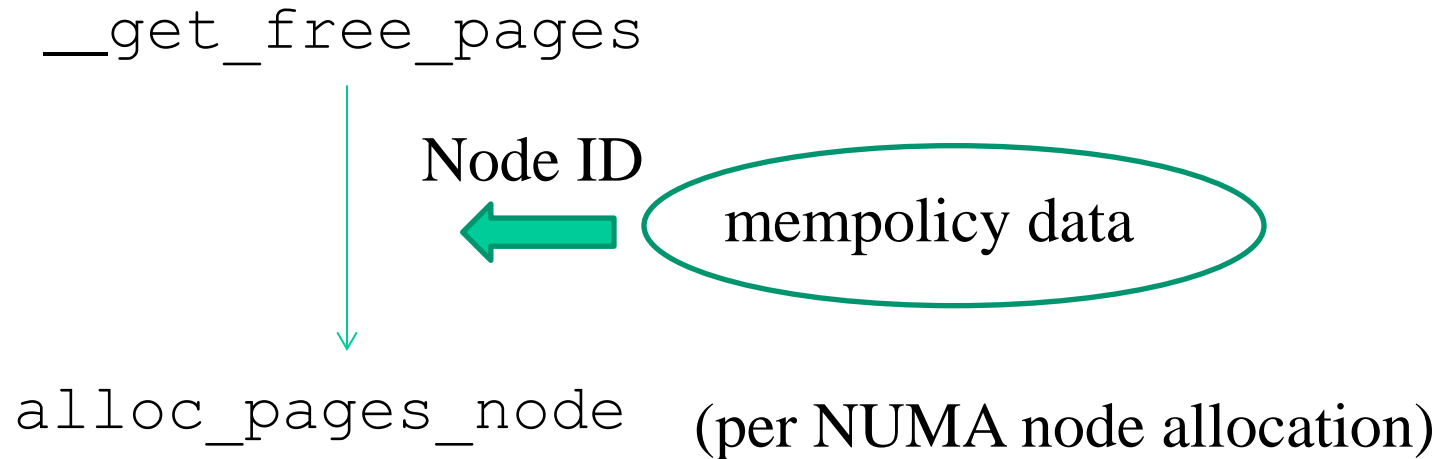 __get_free_pages
Node ID
mempolicy data
alloc_pages_node (per NUMA node allocation)